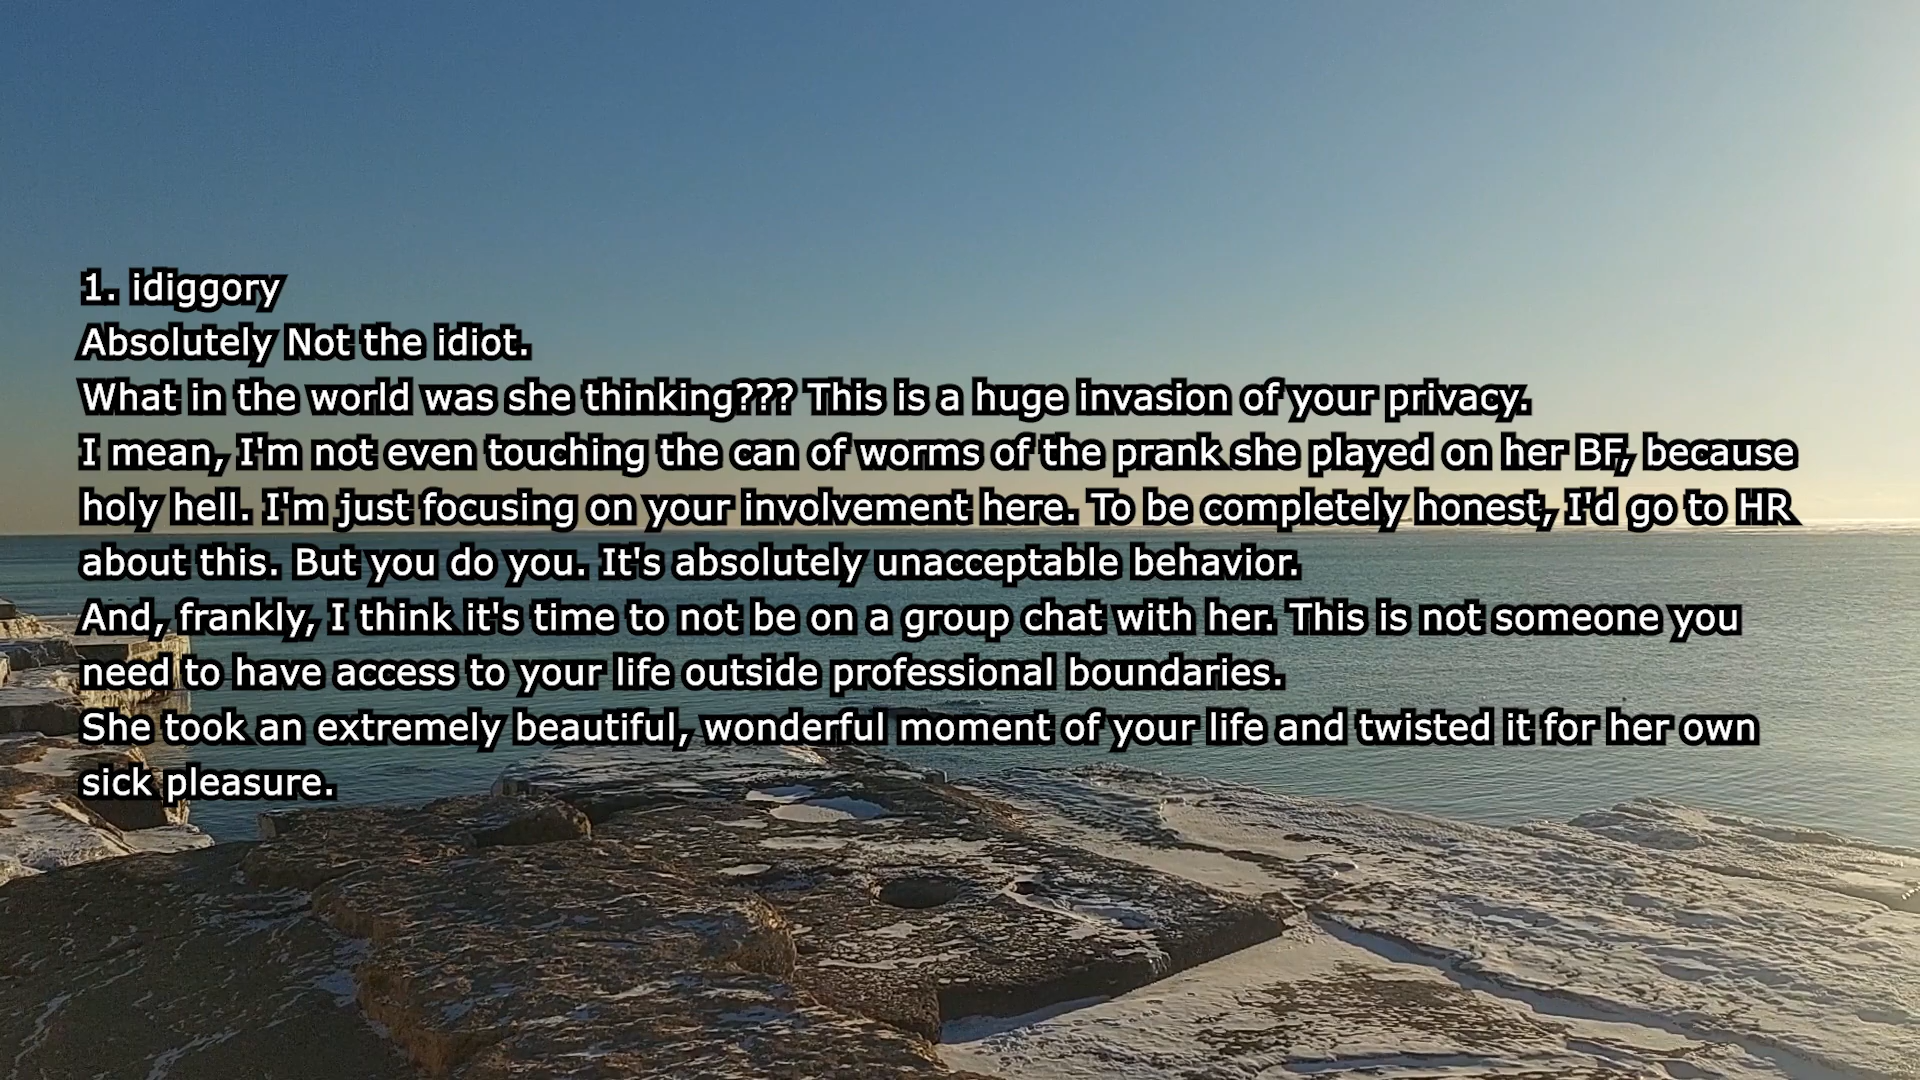 1. idiggory
Absolutely Not the idiot.
What in the world was she thinking??? This is a huge invasion of your privacy.
I mean, I'm not even touching the can of worms of the prank she played on her BF, because
holy hell. I'm just focusing on your involvement here. To be completely honest, I'd go to HR
about this. But you do you. It's absolutely unacceptable behavior.
And, frankly, I think it's time to not be on a group chat with her. This is not someone you
need to have access to your life outside professional boundaries.
She took an extremely beautiful, wonderful moment of your life and twisted it for her own
sick pleasure.